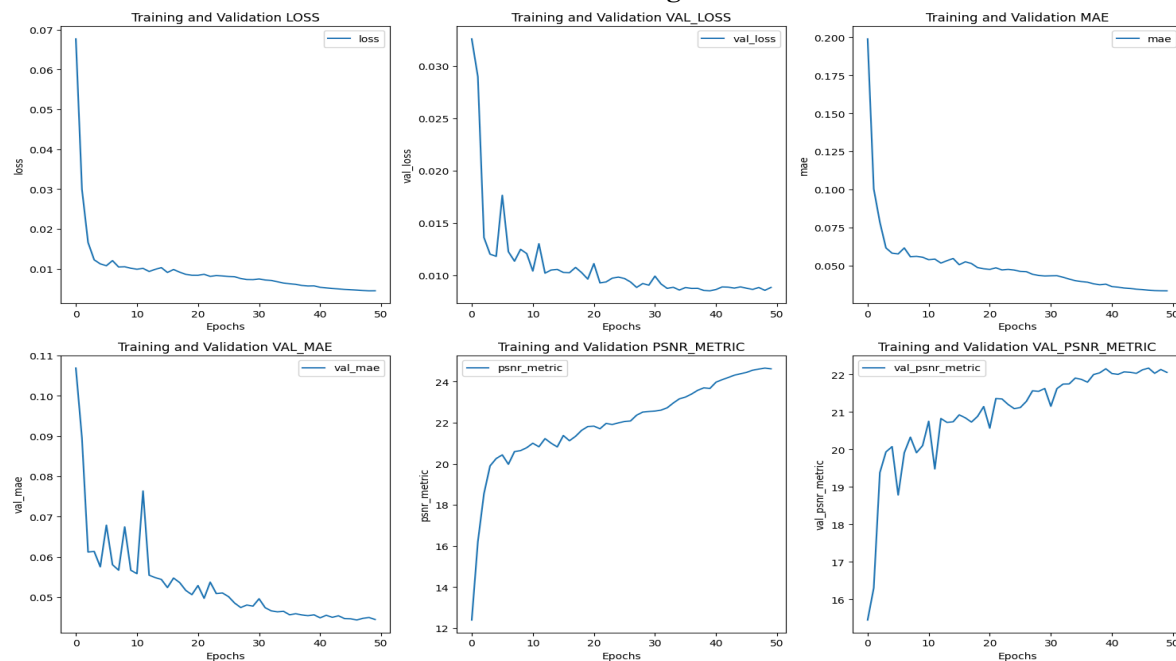 Training and Validation LOSS
loss
loss
0.07
0.06
0.05
0.04
0.03
0.02
0.01
0 10 20 30 40 50
Epochs
Training and Validation VAL_LOSS
val_loss
val_loss
0.030
0.025
0.020
0.015
0.010
0 10 20 30 40 50
Epochs
Training and Validation MAE
mae
mae
0.200
0.175
0.150
0.125
0.100
0.075
0.050
0 10 20 30 40 50
Epochs
Training and Validation VAL_MAE
val_mae
val_mae
0.11
0.10
0.09
0.08
0.07
0.06
0.05
0 10 20 30 40 50
Epochs
Training and Validation PSNR_METRIC
psnr_metric
psnr_metric
24
22
20
18
16
14
12
0 10 20 30 40 50
Epochs
Training and Validation VAL_PSNR_METRIC
val_psnr_metric
val_psnr_metric
22
21
20
19
18
17
16
0 10 20 30 40 50
Epochs